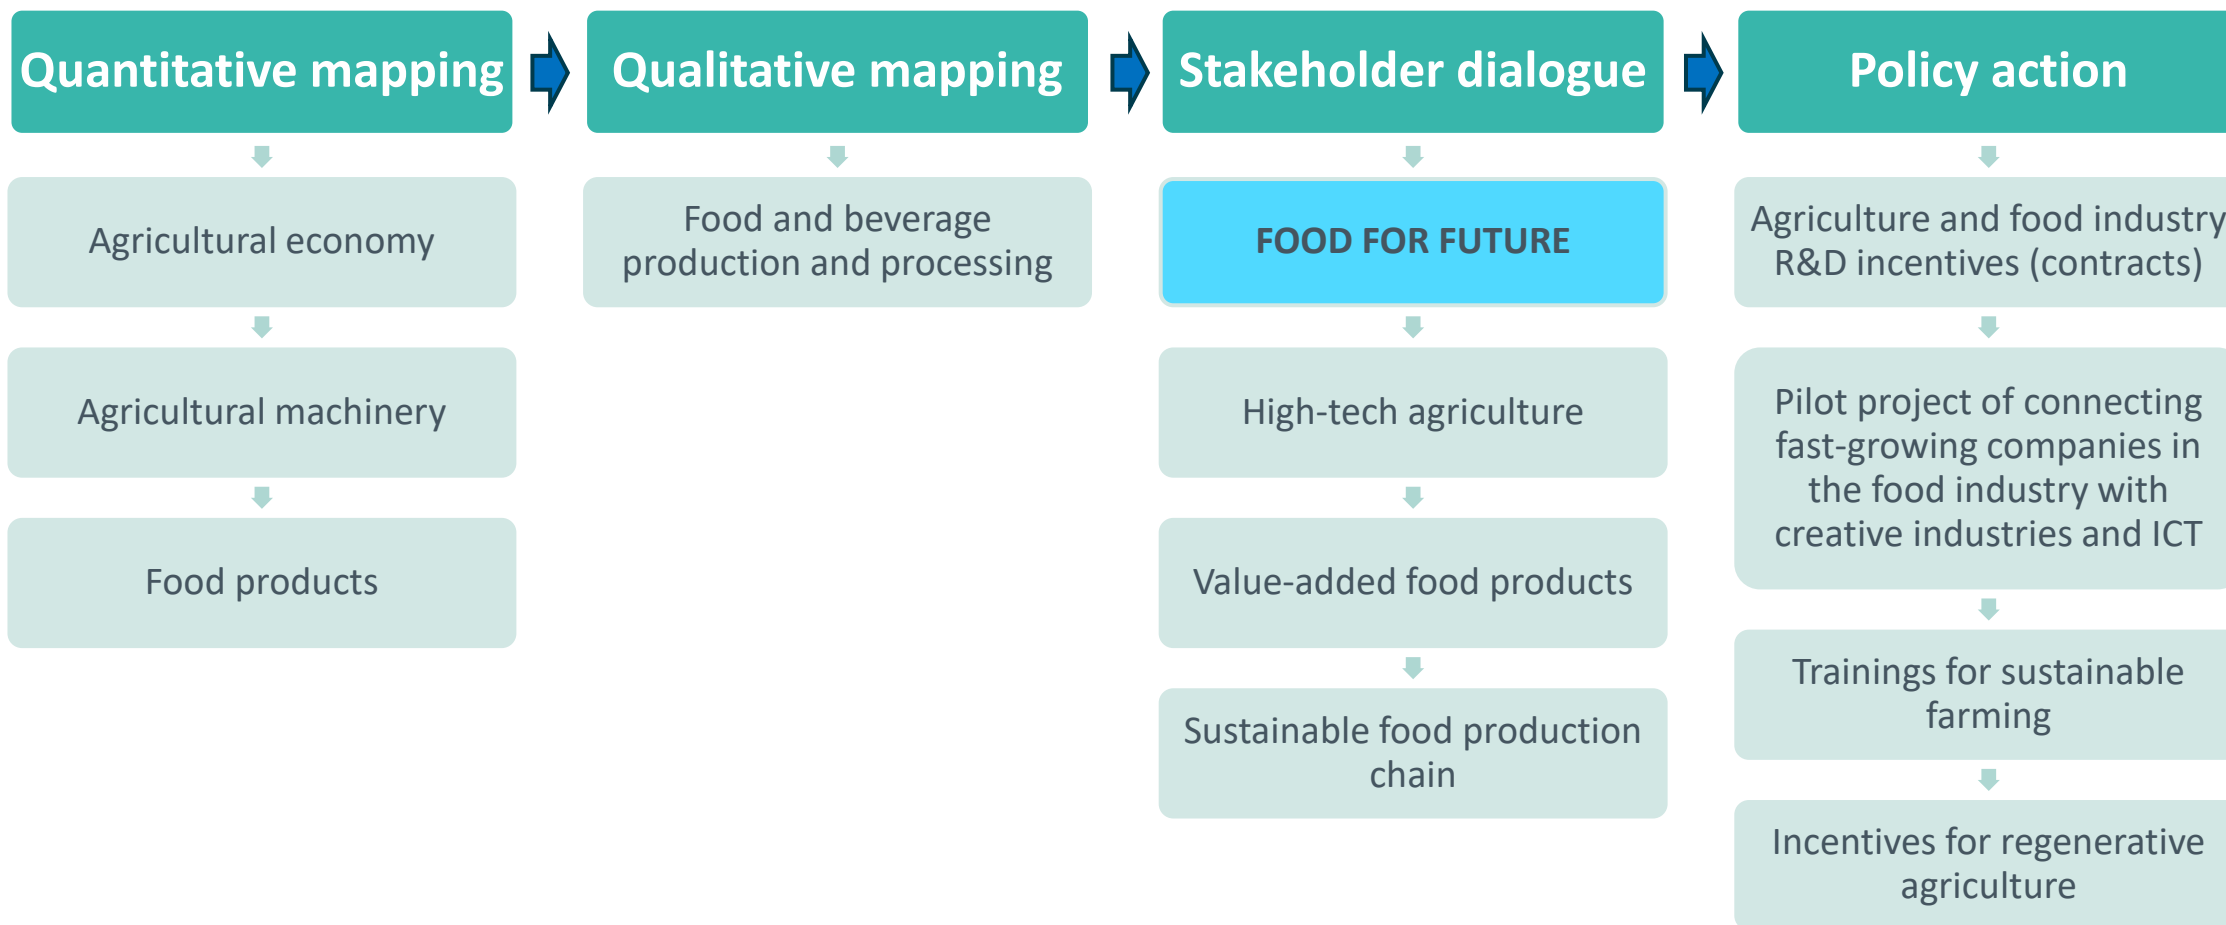 Quantitative mapping
Agricultural economy
Agricultural machinery
Food products
Qualitative mapping
Food and beverage
production and processing
Stakeholder dialogue
FOOD FOR FUTURE
High-tech agriculture
Value-added food products
Sustainable food production
chain
Policy action
Agriculture and food industry
R&D incentives (contracts)
Pilot project of connecting
fast-growing companies in
the food industry with
creative industries and ICT
Trainings for sustainable
farming
Incentives for regenerative
agriculture